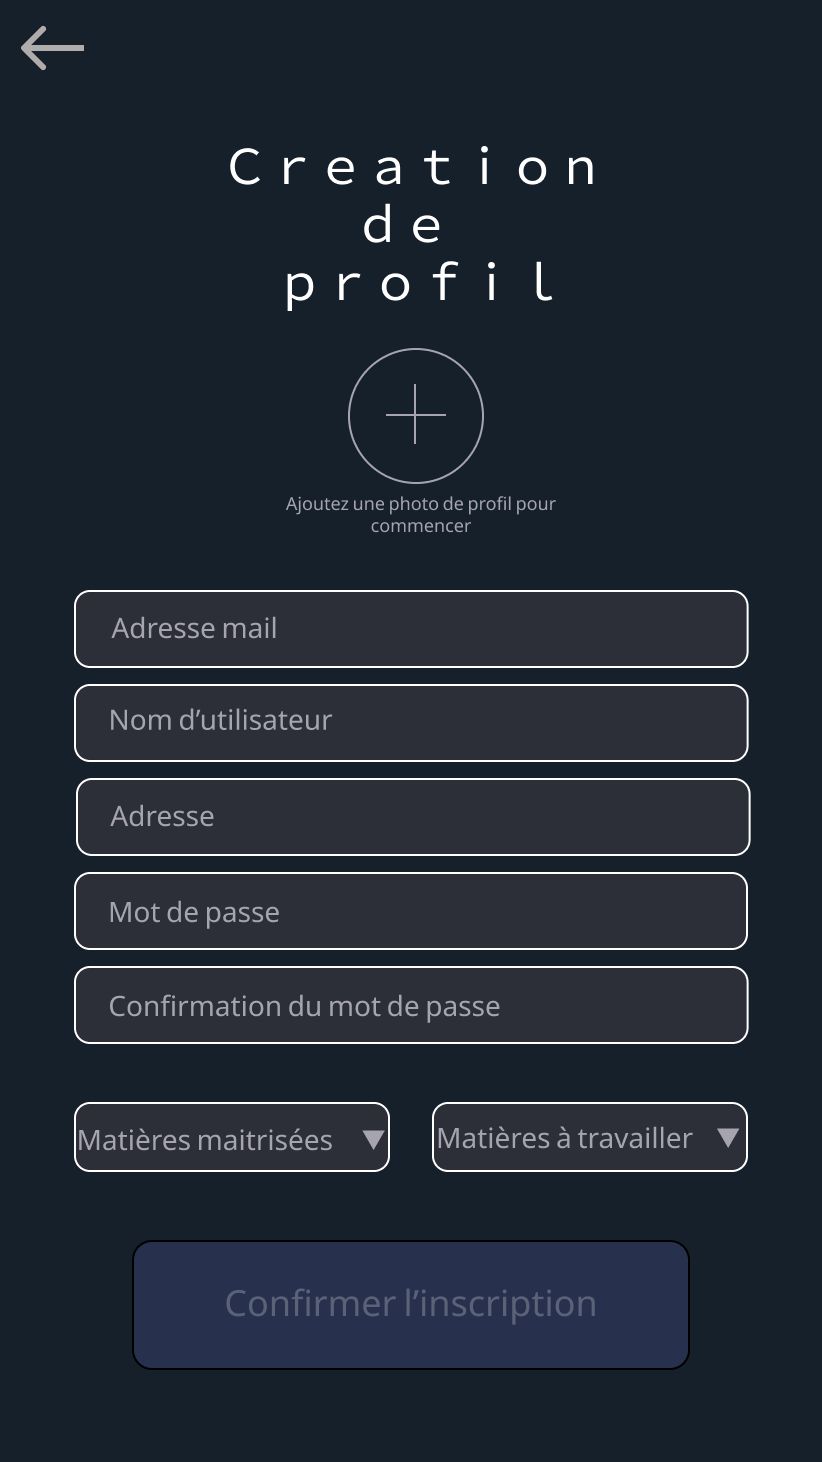 Creation
de
profil
Ajoutez une photo de profil pour
commencer
Adresse mail
Nom d’utilisateur
Adresse
Mot de passe
Confirmation du mot de passe
Matières maitrisées
Matières à travailler
Confirmer l’inscription